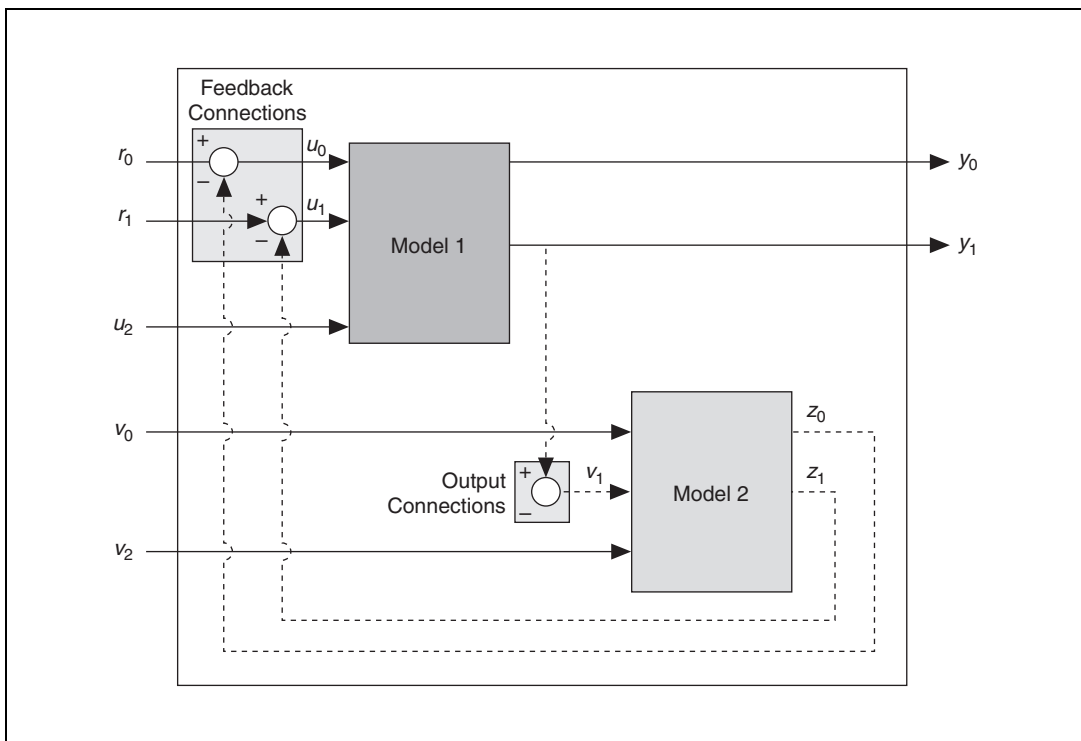 Feedback
Connections
+
r0
u0
−
+
r1
u1
−
Model 1
u2
y0
y1
v0
z0
+
v1
z1
Output
Connections
−
Model 2
v2